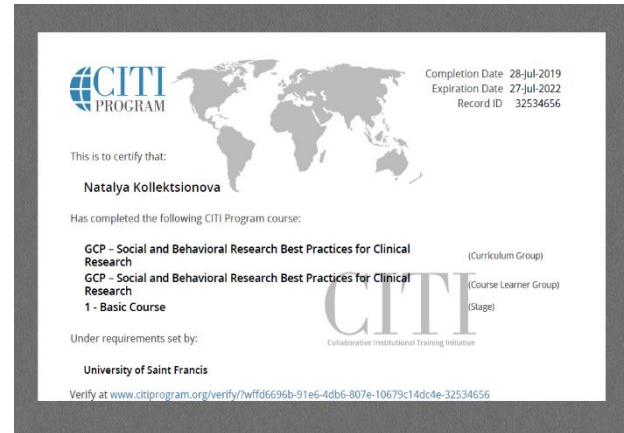 CITI
PROGRAM
Completion Date 28-Jul-2019
Expiration Date 27-Jul-2022
Record ID 32534656
This is to certify that:
Natalya Kollektsionova
Has completed the following CITI Program course:
GCP – Social and Behavioral Research Best Practices for Clinical
Research
(Curriculum Group)
GCP – Social and Behavioral Research Best Practices for Clinical
Research
(Course Learner Group)
1 - Basic Course
(Stage)
CITI
Collaborative Institutional Training Initiative
Under requirements set by:
University of Saint Francis
Verify at www.citiprogram.org/verify/?wffd6696b-91e6-4db6-807e-10679c14dc4e-32534656